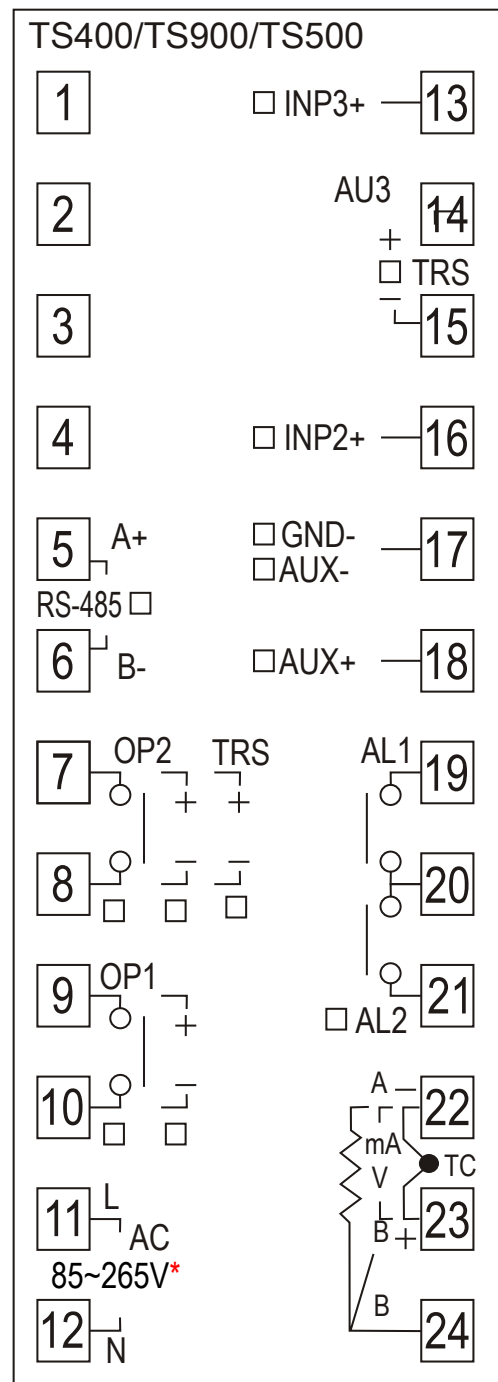 TS400/TS900/TS500
1 □ INP3+ 13
2 AU3 14
+
□ TRS
3 − 15
4 □ INP2+ 16
5 A+ □ GND- 17
□ AUX-
RS-485 □
6 B- □ AUX+ 18
7 OP2 TRS AL1 19
+ +
8 − − 20
□ □ □
9 OP1 21
+ □ AL2
10 − A − 22
□ □ mA
TC
V
11 L B + 23
AC
85~265V*
12 N B 24